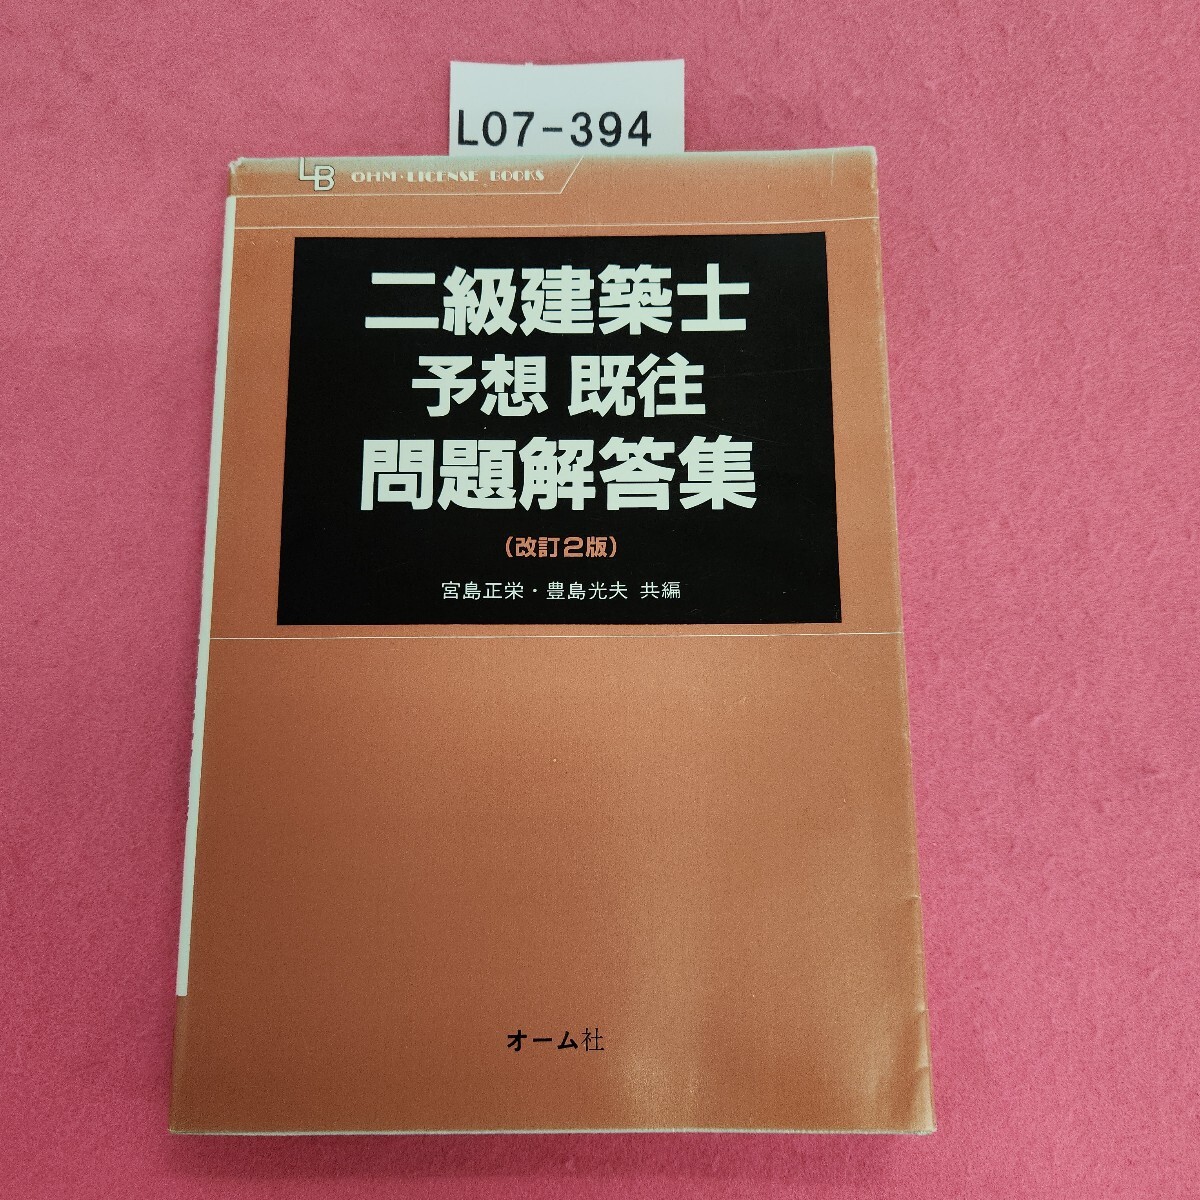 L07-394
LB OHM・LICENSE BOOKS
二級建築士
予想 既往
問題解答集
(改訂2版)
宮島正栄・豊島光夫 共編
オーム社